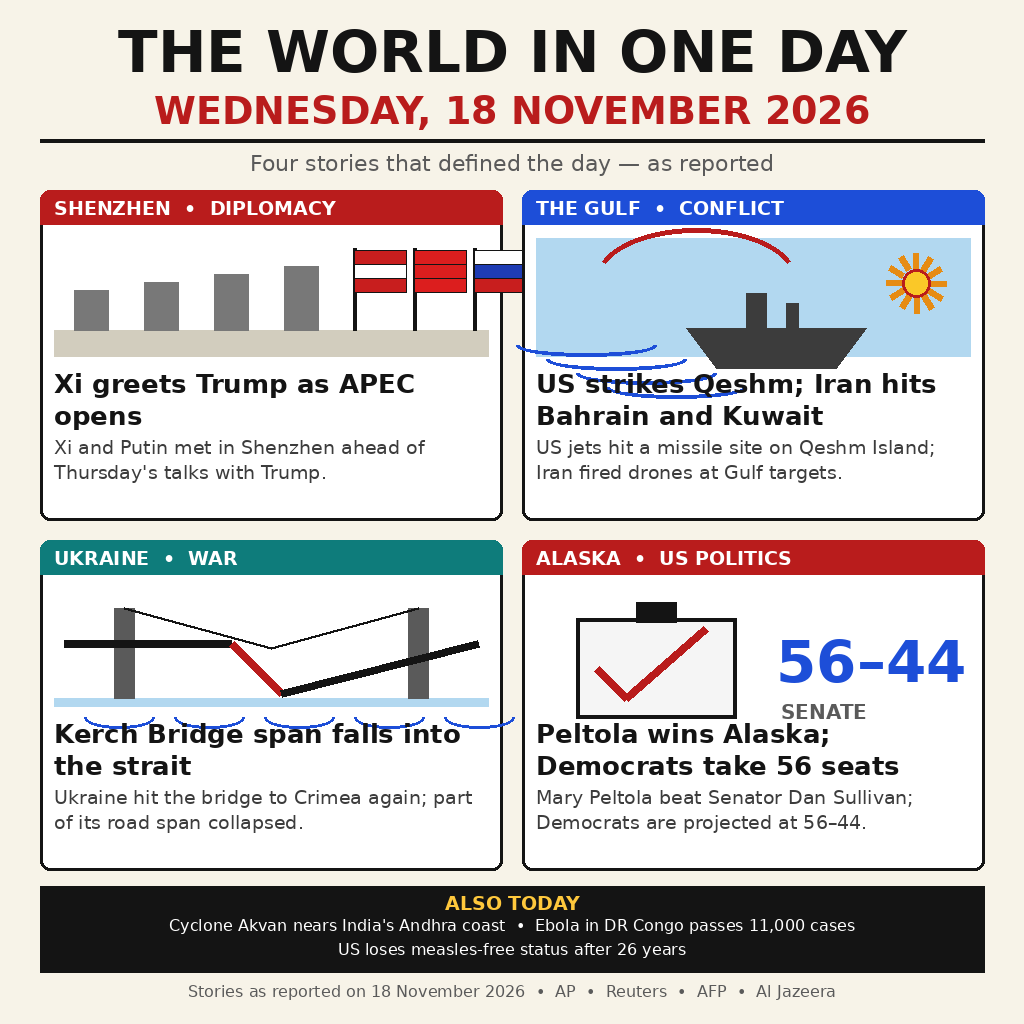 THE WORLD IN ONE DAY
WEDNESDAY, 18 NOVEMBER 2026
Four stories that defined the day — as reported
SHENZHEN • DIPLOMACY
Xi greets Trump as APEC
opens
Xi and Putin met in Shenzhen ahead of
Thursday's talks with Trump.
THE GULF • CONFLICT
US strikes Qeshm; Iran hits
Bahrain and Kuwait
US jets hit a missile site on Qeshm Island;
Iran fired drones at Gulf targets.
UKRAINE • WAR
Kerch Bridge span falls into
the strait
Ukraine hit the bridge to Crimea again; part
of its road span collapsed.
ALASKA • US POLITICS
56–44
SENATE
Peltola wins Alaska;
Democrats take 56 seats
Mary Peltola beat Senator Dan Sullivan;
Democrats are projected at 56–44.
ALSO TODAY
Cyclone Akvan nears India's Andhra coast • Ebola in DR Congo passes 11,000 cases
US loses measles-free status after 26 years
Stories as reported on 18 November 2026 • AP • Reuters • AFP • Al Jazeera